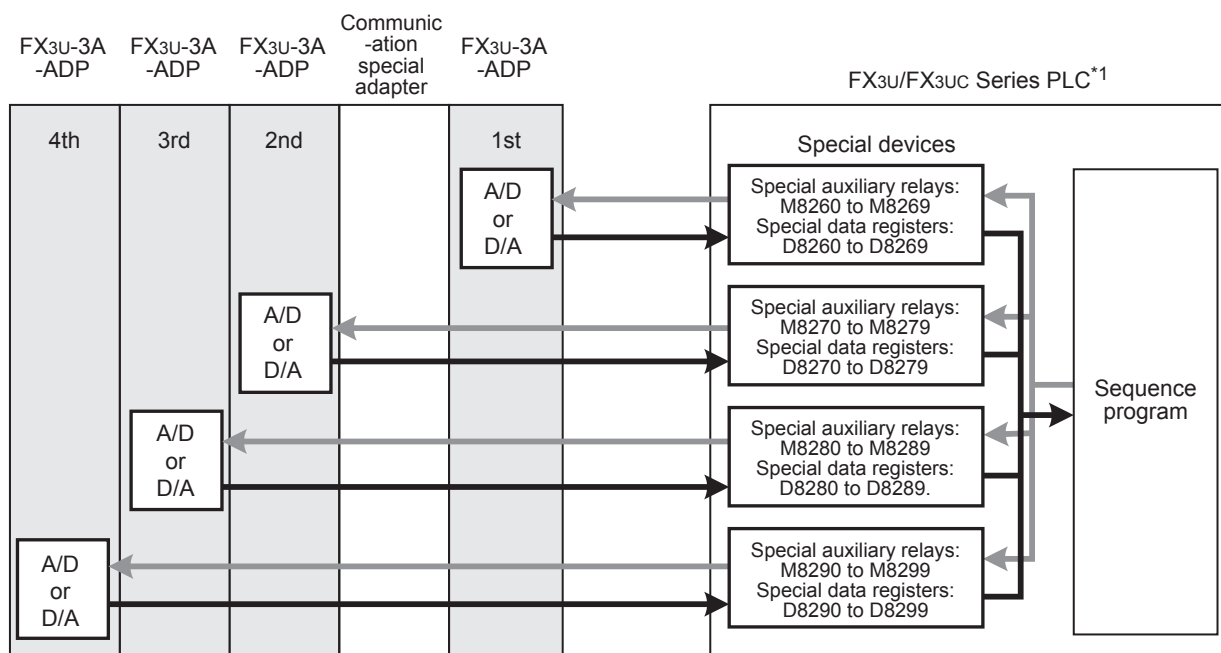 FX3U-3A
-ADP
FX3U-3A
-ADP
FX3U-3A
-ADP
Communic
-ation
special
adapter
FX3U-3A
-ADP
FX3U/FX3UC Series PLC*1
4th
3rd
2nd
1st
Special devices
A/D
or
D/A
Special auxiliary relays:
M8260 to M8269
Special data registers:
D8260 to D8269
A/D
or
D/A
Special auxiliary relays:
M8270 to M8279
Special data registers:
D8270 to D8279
Sequence
program
A/D
or
D/A
Special auxiliary relays:
M8280 to M8289
Special data registers:
D8280 to D8289.
A/D
or
D/A
Special auxiliary relays:
M8290 to M8299
Special data registers:
D8290 to D8299